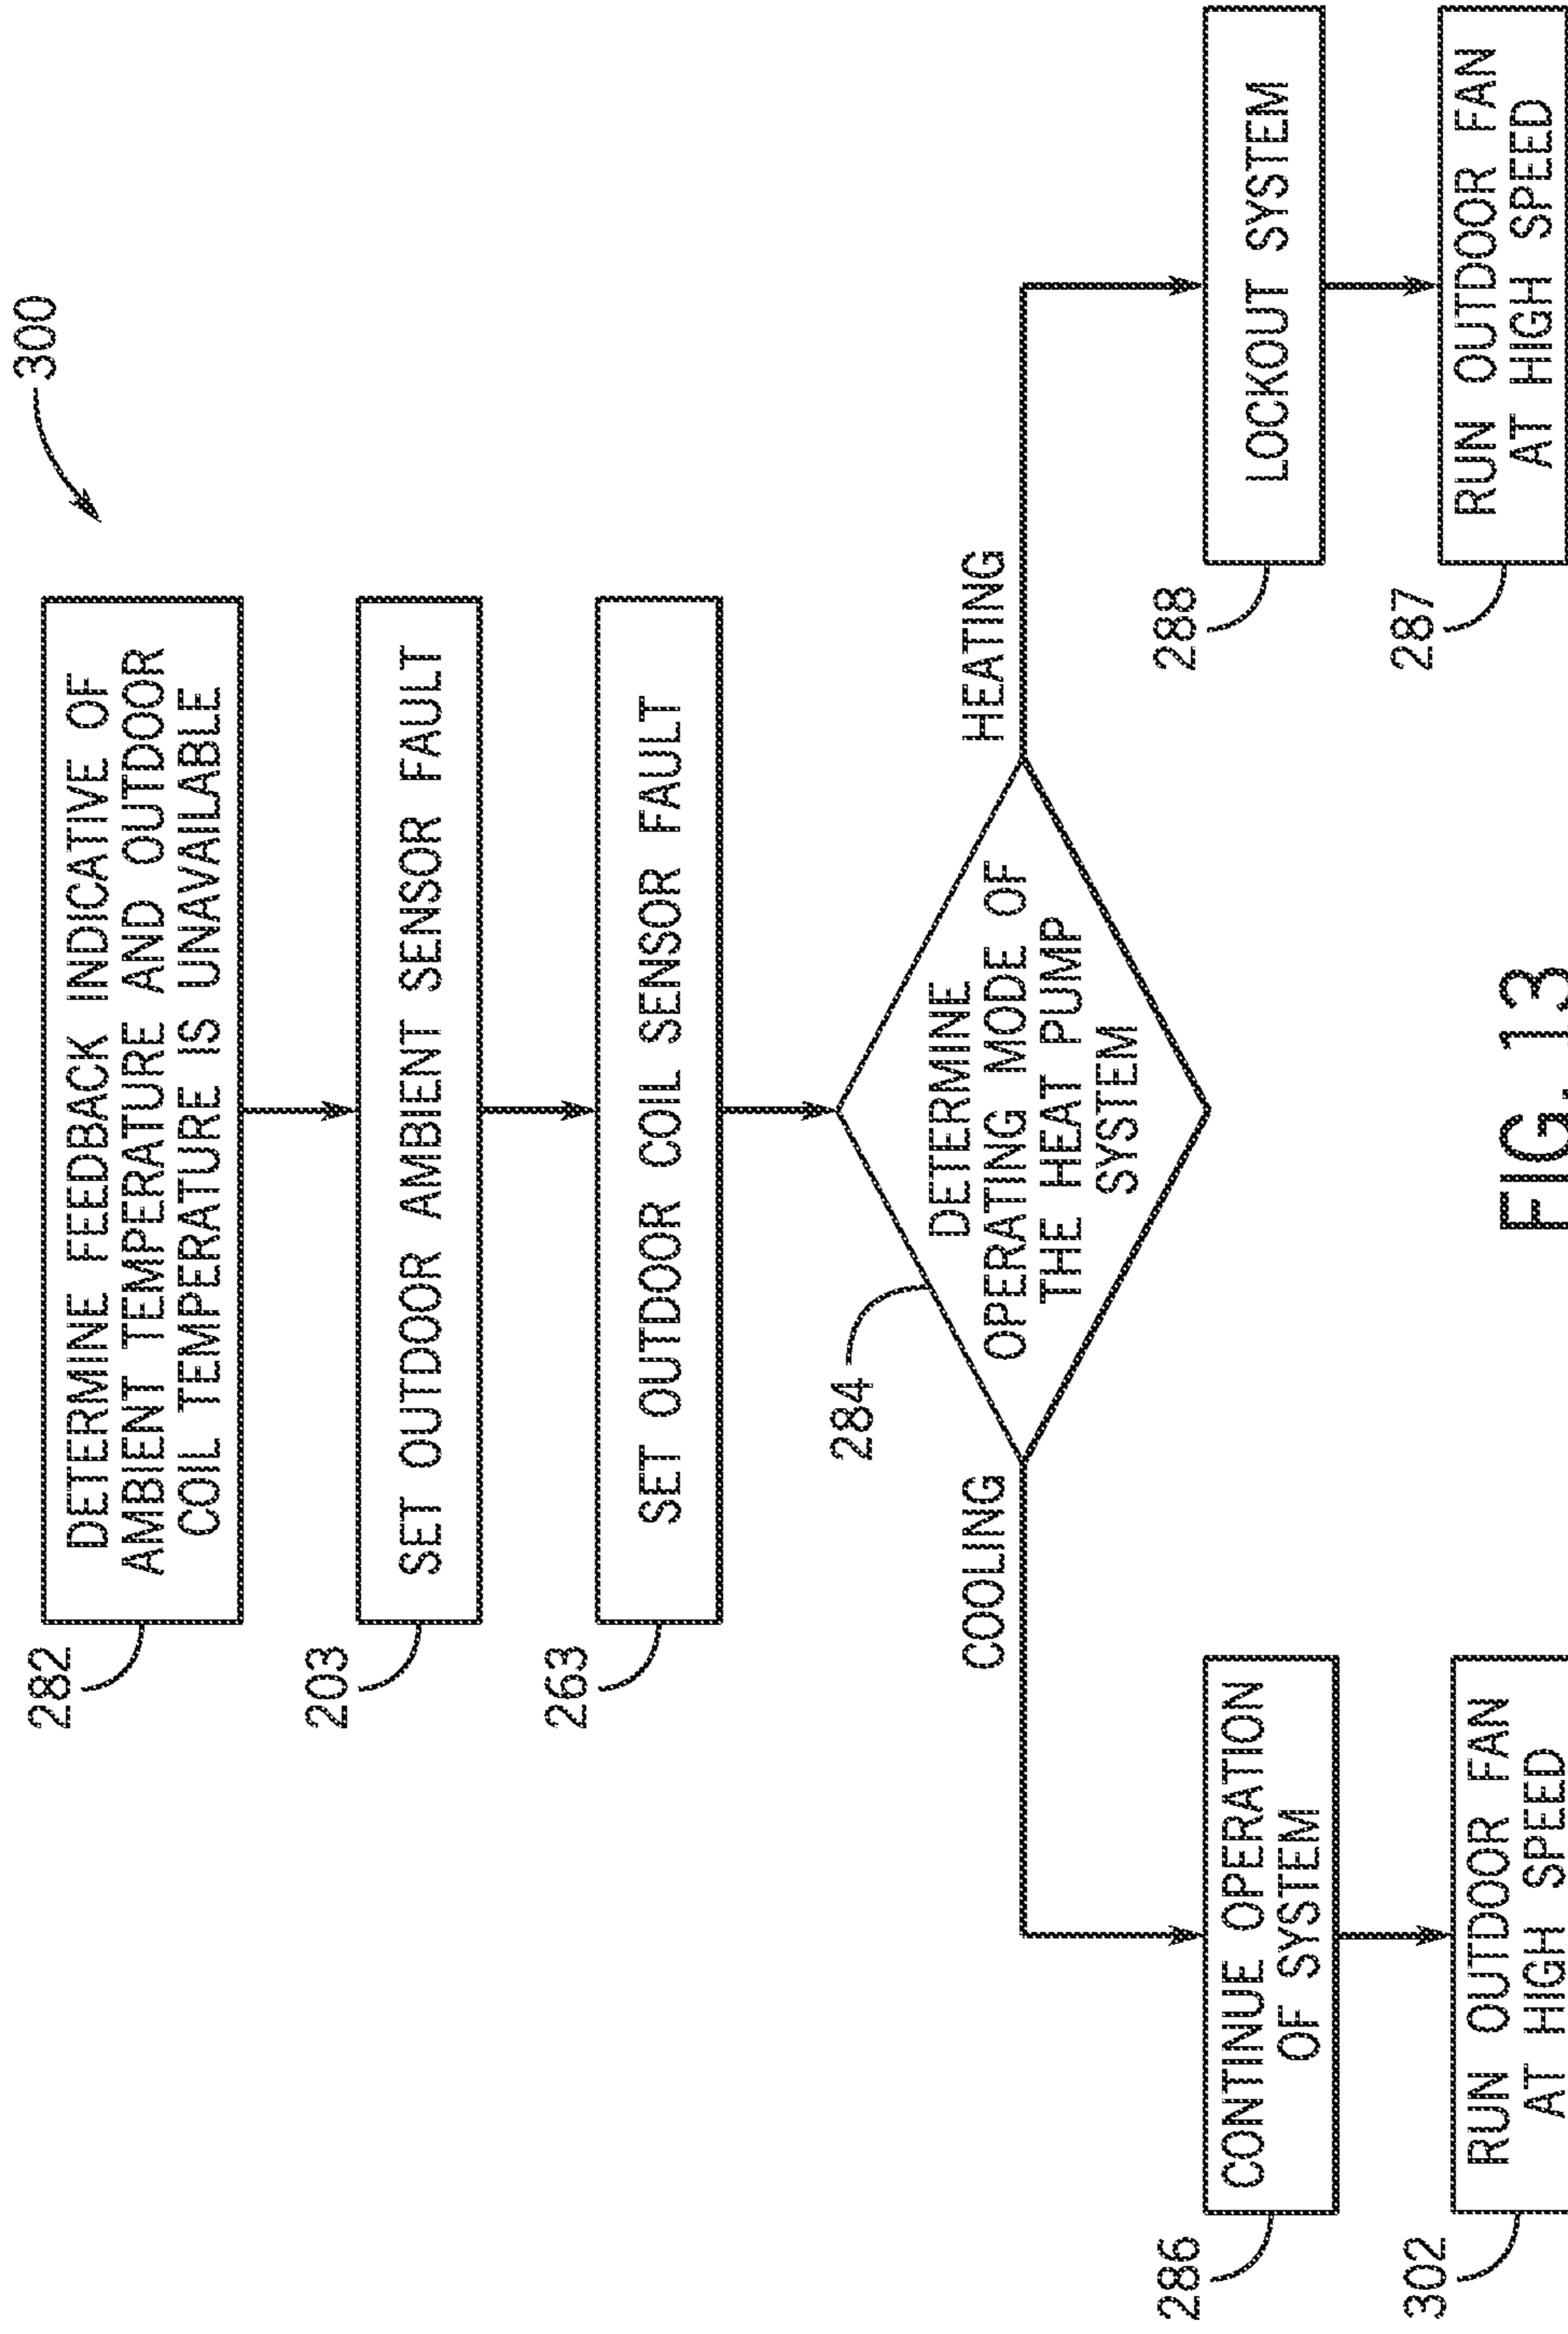 300
282
DETERMINE FEEDBACK INDICATIVE OF
AMBIENT TEMPERATURE AND OUTDOOR
COIL TEMPERATURE IS UNAVAILABLE
203
SET OUTDOOR AMBIENT SENSOR FAULT
263
SET OUTDOOR COIL SENSOR FAULT
284
DETERMINE
OPERATING MODE OF
THE HEAT PUMP
SYSTEM
COOLING
HEATING
286
CONTINUE OPERATION
OF SYSTEM
288
LOCKOUT SYSTEM
302
RUN OUTDOOR FAN
AT HIGH SPEED
287
RUN OUTDOOR FAN
AT HIGH SPEED
FIG. 13